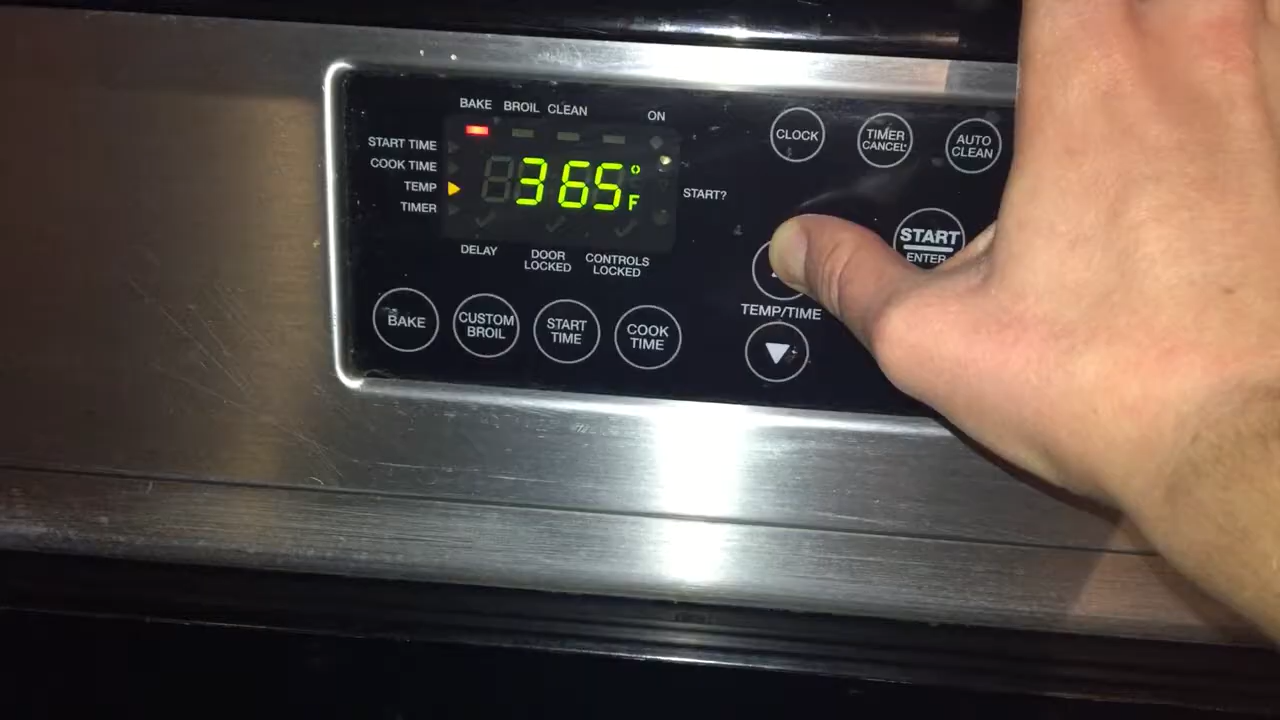 BAKE BROIL CLEAN ON
START TIME
COOK TIME
TEMP
TIMER
365°F
START?
DELAY
DOOR
LOCKED
CONTROLS
LOCKED
BAKE
CUSTOM
BROIL
START
TIME
COOK
TIME
CLOCK
TIMER
CANCEL
AUTO
CLEAN
START
ENTER
TEMP/TIME